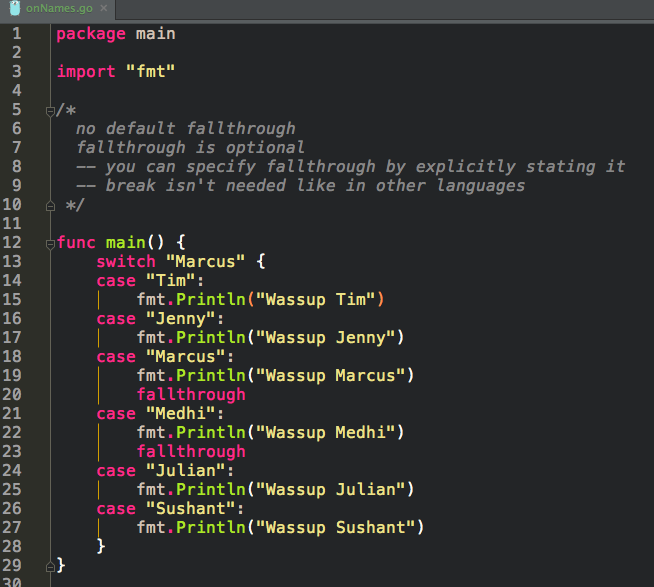 onNames.go ×
1 package main
2
3 import "fmt"
4
5 /*
6   no default fallthrough
7   fallthrough is optional
8   -- you can specify fallthrough by explicitly stating it
9   -- break isn't needed like in other languages
10  */
11
12 func main() {
13     switch "Marcus" {
14     case "Tim":
15         fmt.Println("Wassup Tim")
16     case "Jenny":
17         fmt.Println("Wassup Jenny")
18     case "Marcus":
19         fmt.Println("Wassup Marcus")
20         fallthrough
21     case "Medhi":
22         fmt.Println("Wassup Medhi")
23         fallthrough
24     case "Julian":
25         fmt.Println("Wassup Julian")
26     case "Sushant":
27         fmt.Println("Wassup Sushant")
28     }
29 }
30